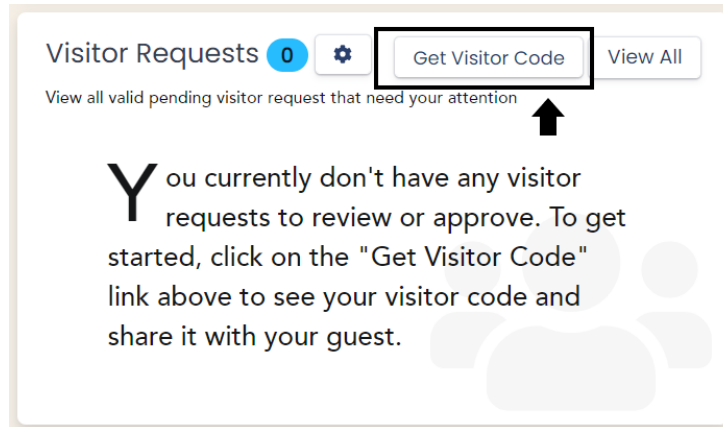 Visitor Requests 0 Get Visitor Code View All
View all valid pending visitor request that need your attention
You currently don't have any visitor
requests to review or approve. To get
started, click on the "Get Visitor Code"
link above to see your visitor code and
share it with your guest.